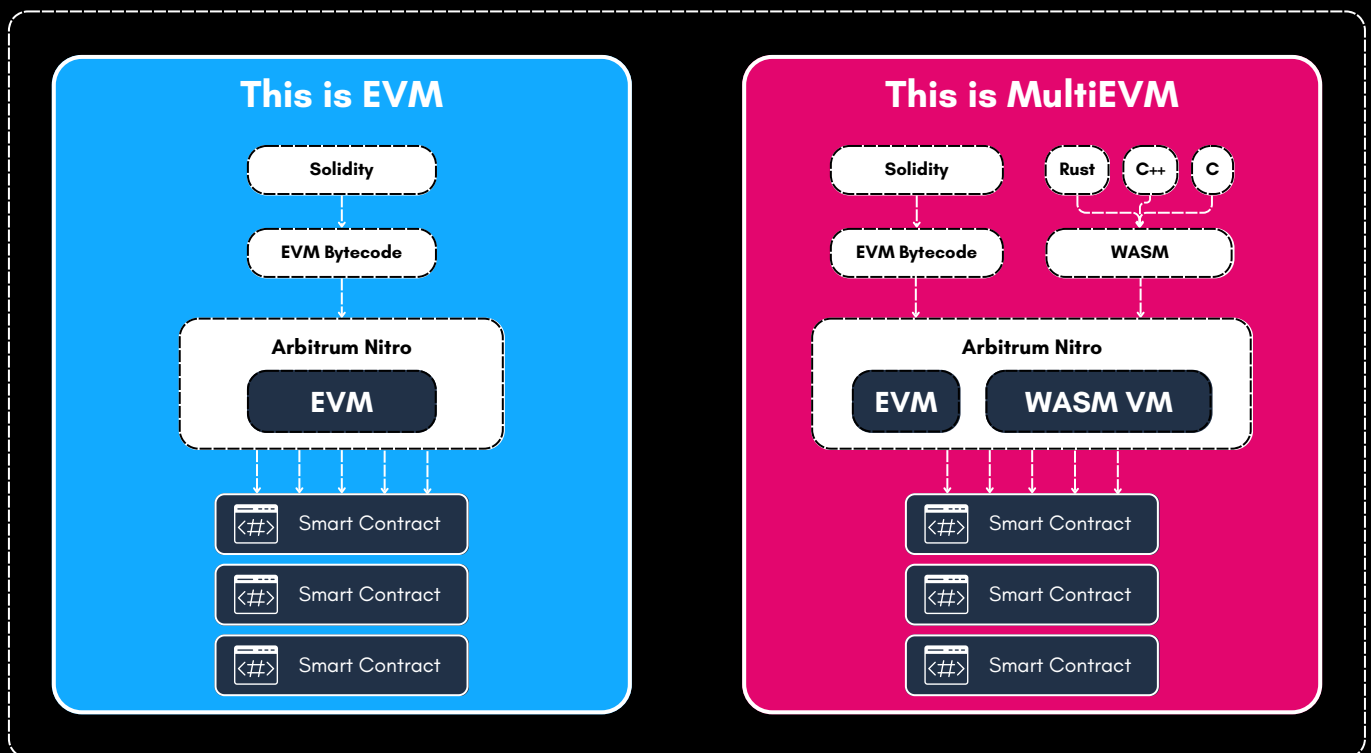 This is EVM
Solidity
EVM Bytecode
Arbitrum Nitro
EVM
<#> Smart Contract
<#> Smart Contract
<#> Smart Contract
This is MultiEVM
Solidity
Rust C++ C
EVM Bytecode
WASM
Arbitrum Nitro
EVM
WASM VM
<#> Smart Contract
<#> Smart Contract
<#> Smart Contract